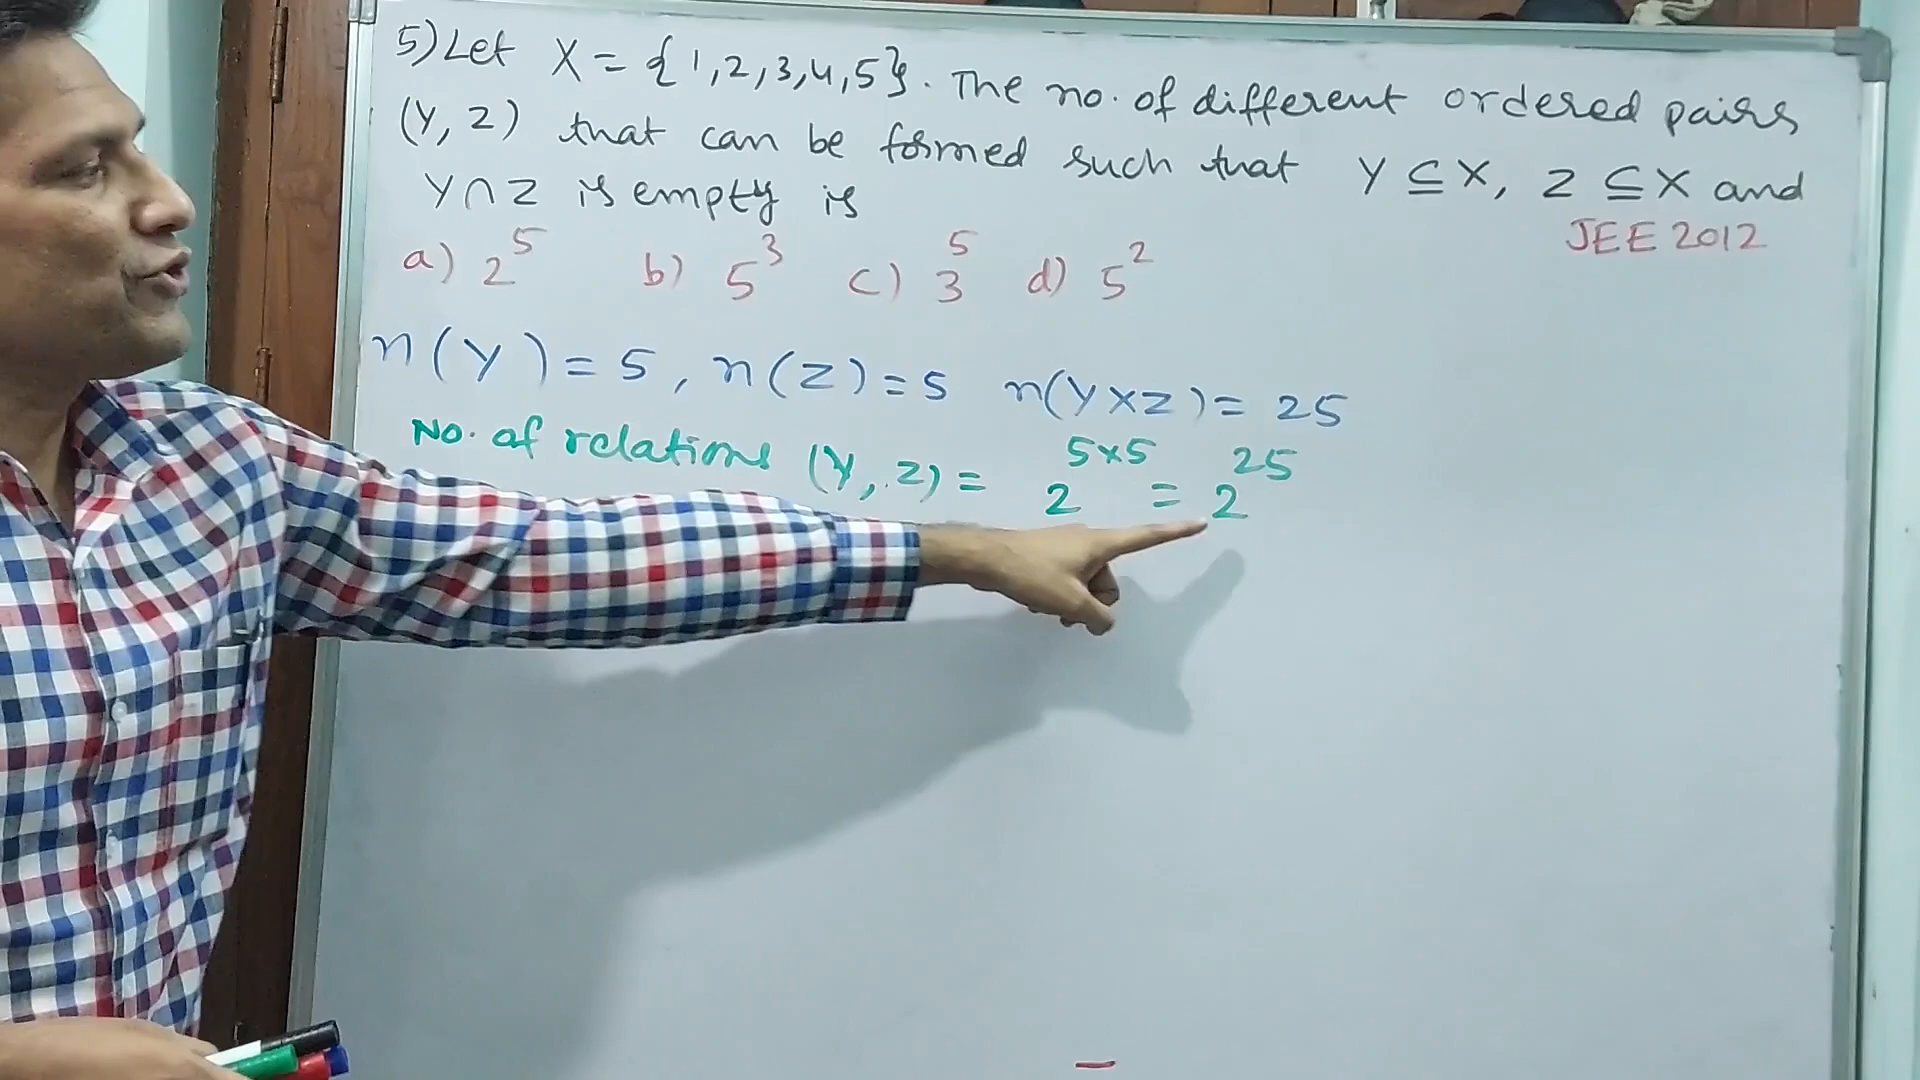 5) Let X = {1,2,3,4,5}. The no. of different ordered pairs
(Y, Z) that can be formed such that Y ⊆ X, Z ⊆ X and
Y ∩ Z is empty is
JEE 2012
a) 2^5 b) 5^3 c) 3^5 d) 5^2
n(Y) = 5, n(Z) = 5 n(Y×Z) = 25
No. of relations (Y, Z) = 2^{5×5} = 2^{25}